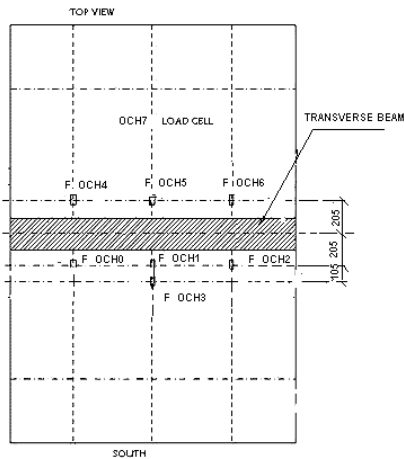 TOP VIEW
OCH7 LOAD CELL
TRANSVERSE BEAM
F OCH4
F OCH5
F OCH6
205
205
F OCH0
F OCH1
F OCH2
105
F OCH3
SOUTH